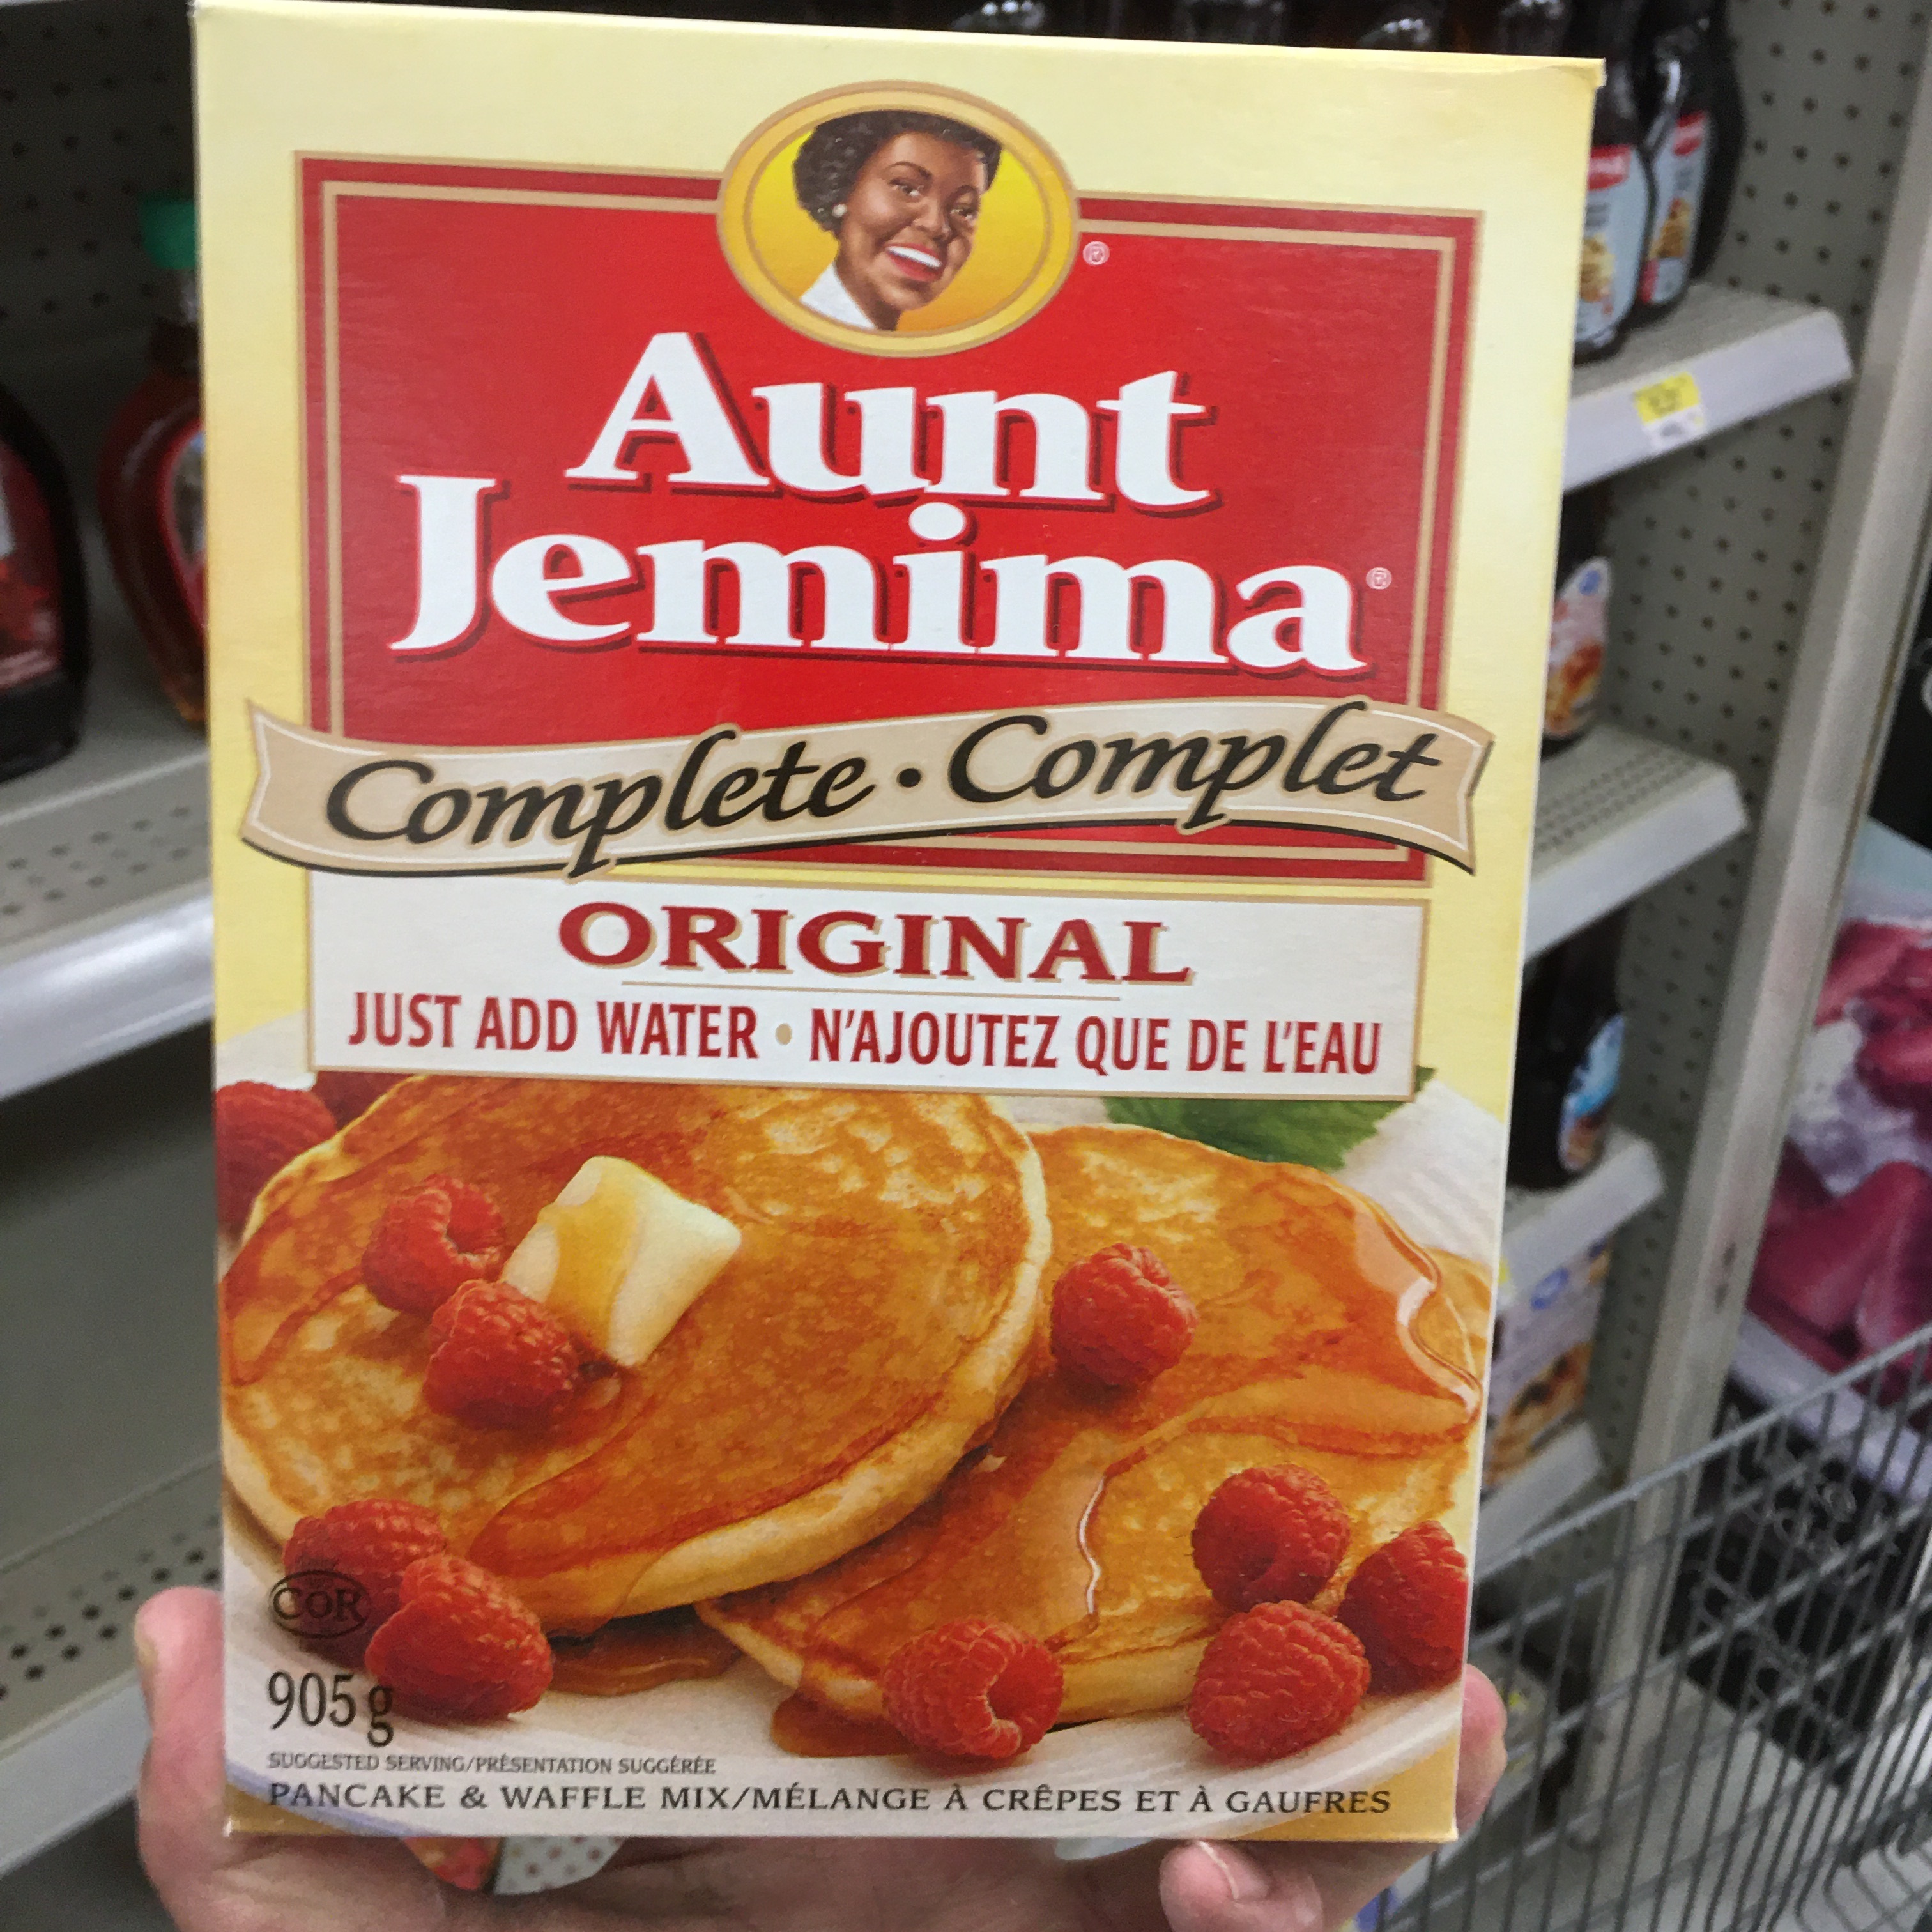 Aunt
Jemima®
Complete • Complet
ORIGINAL
JUST ADD WATER • N'AJOUTEZ QUE DE L'EAU
COR
905 g
SUGGESTED SERVING/PRÉSENTATION SUGGÉRÉE
PANCAKE & WAFFLE MIX/MÉLANGE À CRÊPES ET À GAUFRES